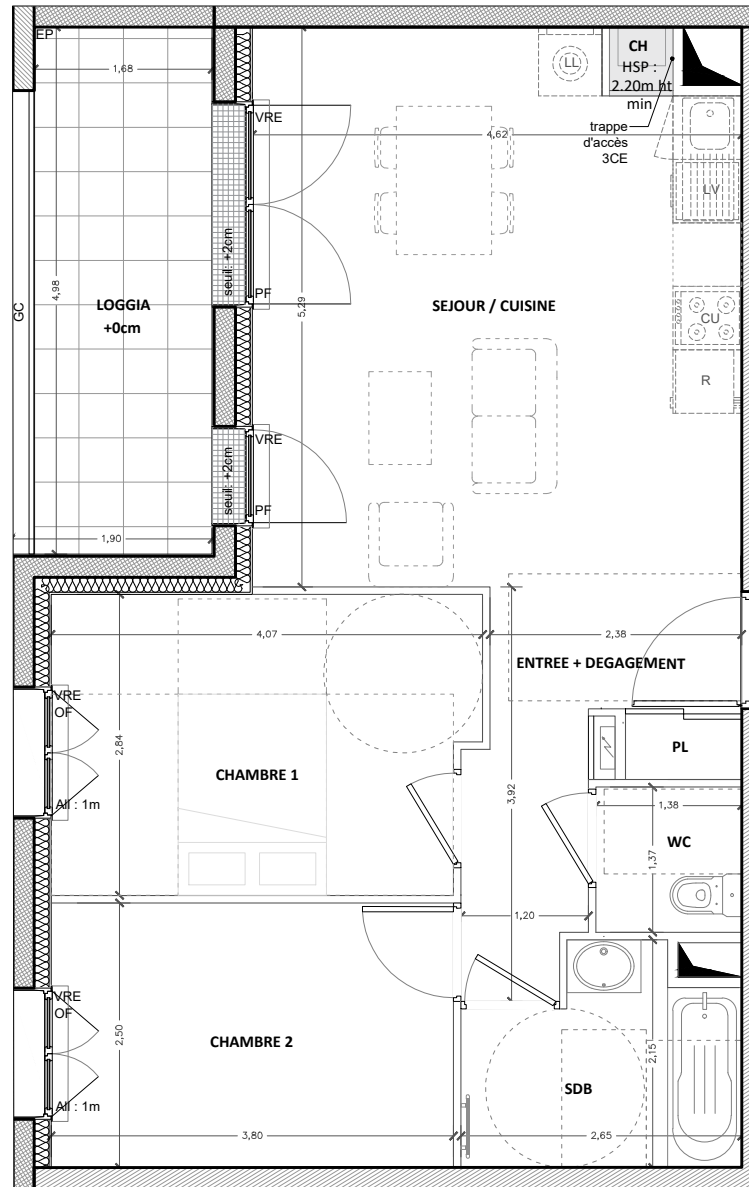 EP
1,68
CH
HSP :
2.20m ht
min
LL
trappe
d'accès
3CE
VRE
4,62
LV
seuil: +2cm
4,98
GC
LOGGIA
+0cm
PF
5,29
SEJOUR / CUISINE
CU
R
VRE
seuil: +2cm
PF
1,90
4,07
2,38
ENTREE + DEGAGEMENT
VRE
OF
2,84
CHAMBRE 1
All : 1m
3,92
PL
1,38
WC
1,37
1,20
VRE
OF
2,50
CHAMBRE 2
All : 1m
2,15
SDB
3,80
2,65